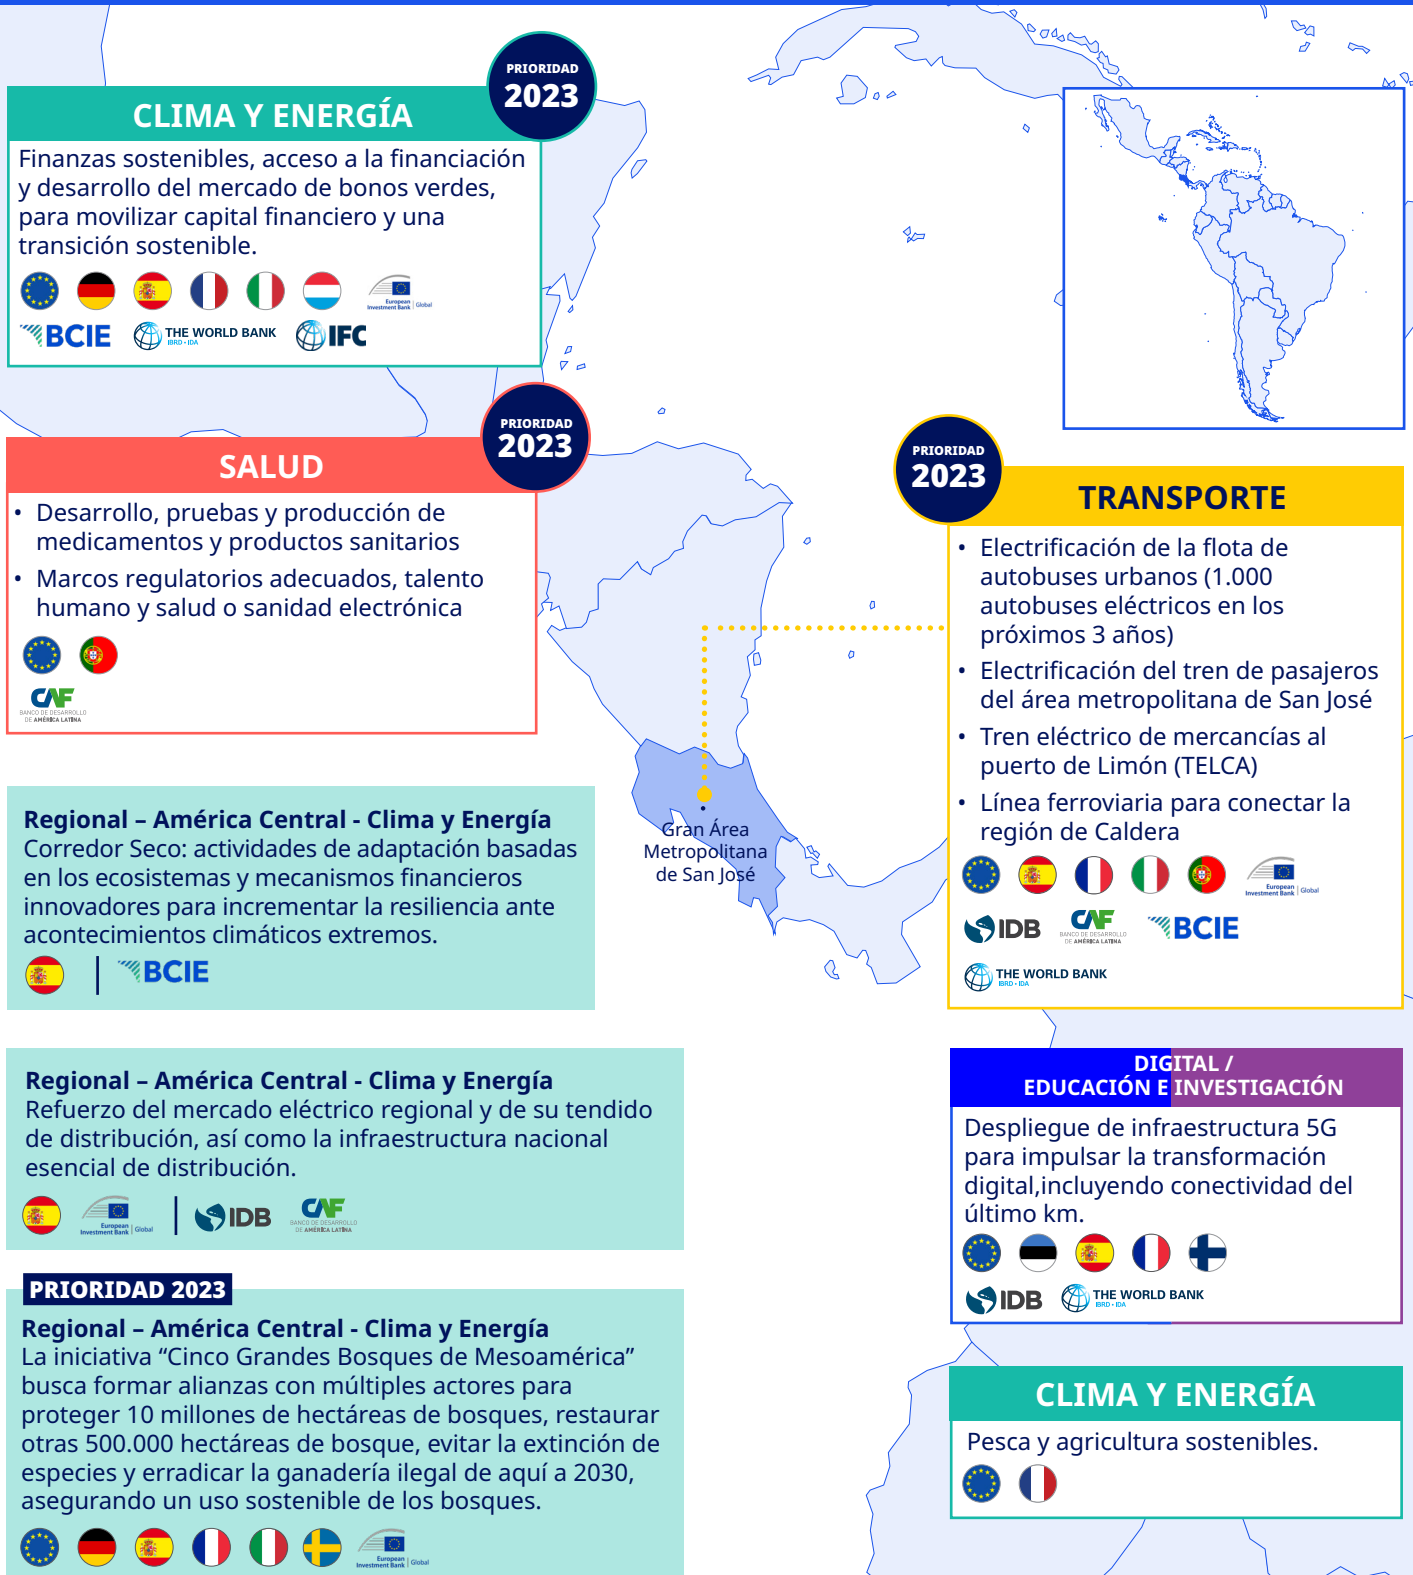 PRIORIDAD
2023
CLIMA Y ENERGÍA
Finanzas sostenibles, acceso a la financiación
y desarrollo del mercado de bonos verdes,
para movilizar capital financiero y una
transición sostenible.
European
Investment Bank | Global
BCIE
THE WORLD BANK
IBRD • IDA
IFC
PRIORIDAD
2023
SALUD
• Desarrollo, pruebas y producción de
medicamentos y productos sanitarios
• Marcos regulatorios adecuados, talento
humano y salud o sanidad electrónica
CAF
BANCO DE DESARROLLO
DE AMÉRICA LATINA
PRIORIDAD
2023
TRANSPORTE
• Electrificación de la flota de
autobuses urbanos (1.000
autobuses eléctricos en los
próximos 3 años)
• Electrificación del tren de pasajeros
del área metropolitana de San José
• Tren eléctrico de mercancías al
puerto de Limón (TELCA)
• Línea ferroviaria para conectar la
región de Caldera
European
Investment Bank | Global
IDB
CAF
BANCO DE DESARROLLO
DE AMÉRICA LATINA
BCIE
THE WORLD BANK
IBRD • IDA
Gran Área
Metropolitana
de San José
Regional – América Central - Clima y Energía
Corredor Seco: actividades de adaptación basadas
en los ecosistemas y mecanismos financieros
innovadores para incrementar la resiliencia ante
acontecimientos climáticos extremos.
BCIE
Regional – América Central - Clima y Energía
Refuerzo del mercado eléctrico regional y de su tendido
de distribución, así como la infraestructura nacional
esencial de distribución.
European
Investment Bank | Global
IDB
CAF
BANCO DE DESARROLLO
DE AMÉRICA LATINA
PRIORIDAD 2023
Regional – América Central - Clima y Energía
La iniciativa “Cinco Grandes Bosques de Mesoamérica”
busca formar alianzas con múltiples actores para
proteger 10 millones de hectáreas de bosques, restaurar
otras 500.000 hectáreas de bosque, evitar la extinción de
especies y erradicar la ganadería ilegal de aquí a 2030,
asegurando un uso sostenible de los bosques.
European
Investment Bank | Global
DIGITAL /
EDUCACIÓN E INVESTIGACIÓN
Despliegue de infraestructura 5G
para impulsar la transformación
digital,incluyendo conectividad del
último km.
IDB
THE WORLD BANK
IBRD • IDA
CLIMA Y ENERGÍA
Pesca y agricultura sostenibles.